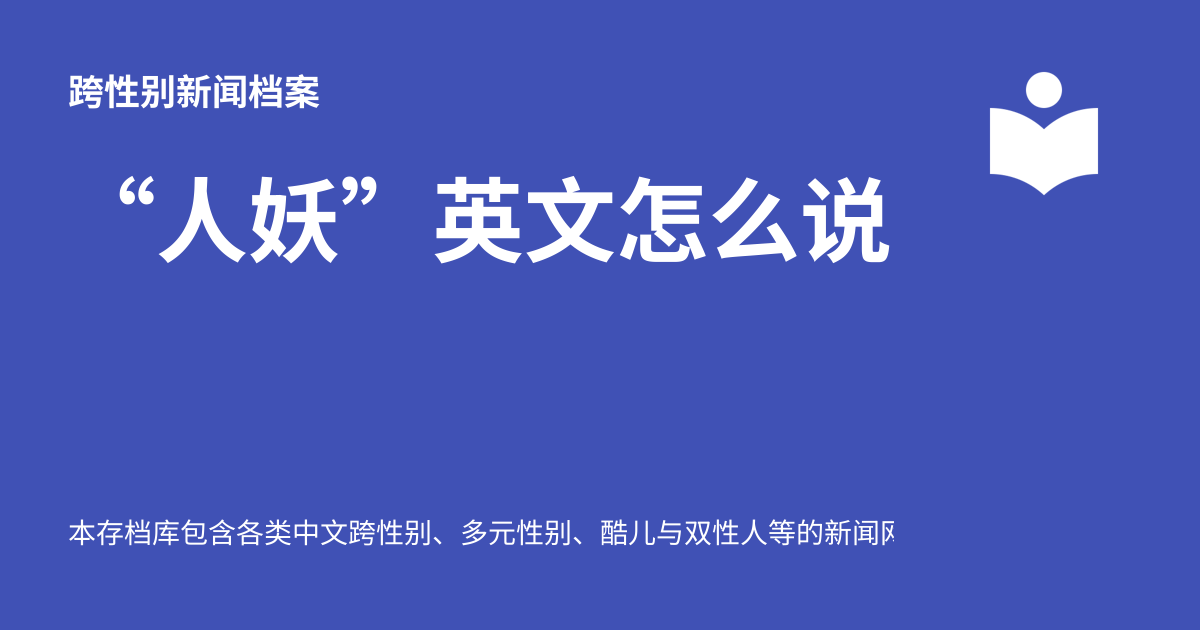 跨性别新闻档案
“人妖” 英文怎么说
本存档库包含各类中文跨性别、多元性别、酷儿与双性人等的新闻